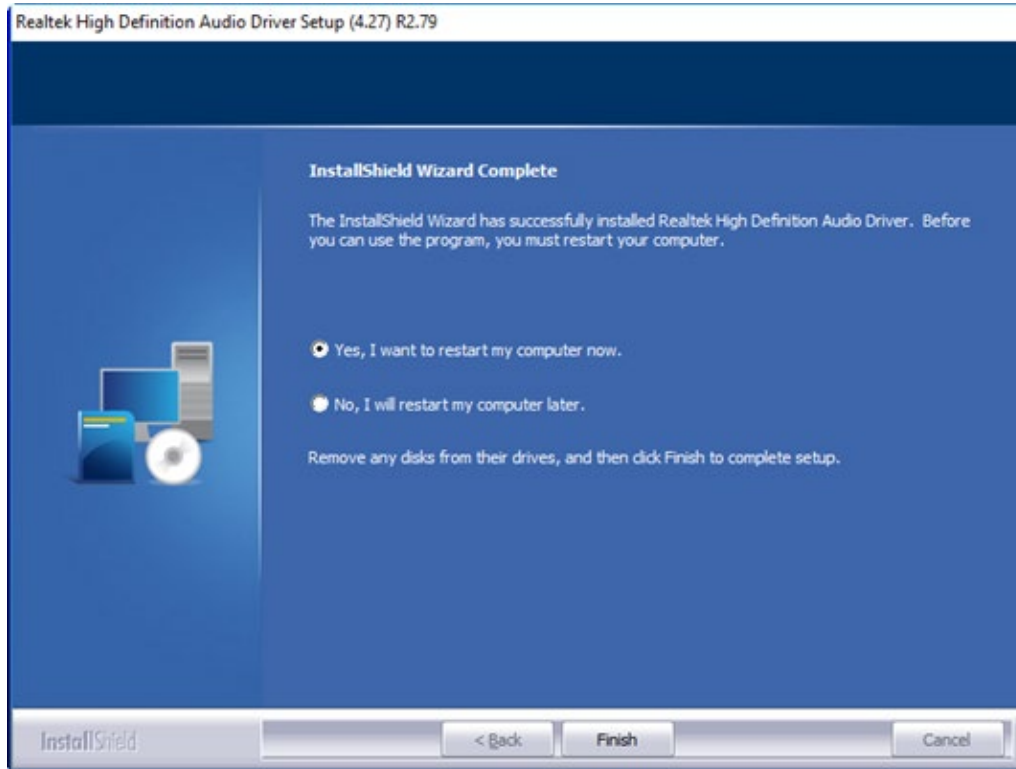 Realtek High Definition Audio Driver Setup (4.27) R2.79
InstallShield Wizard Complete
The InstallShield Wizard has successfully installed Realtek High Definition Audio Driver. Before
you can use the program, you must restart your computer.
Yes, I want to restart my computer now.
No, I will restart my computer later.
Remove any disks from their drives, and then click Finish to complete setup.
InstallShield
< Back
Finish
Cancel